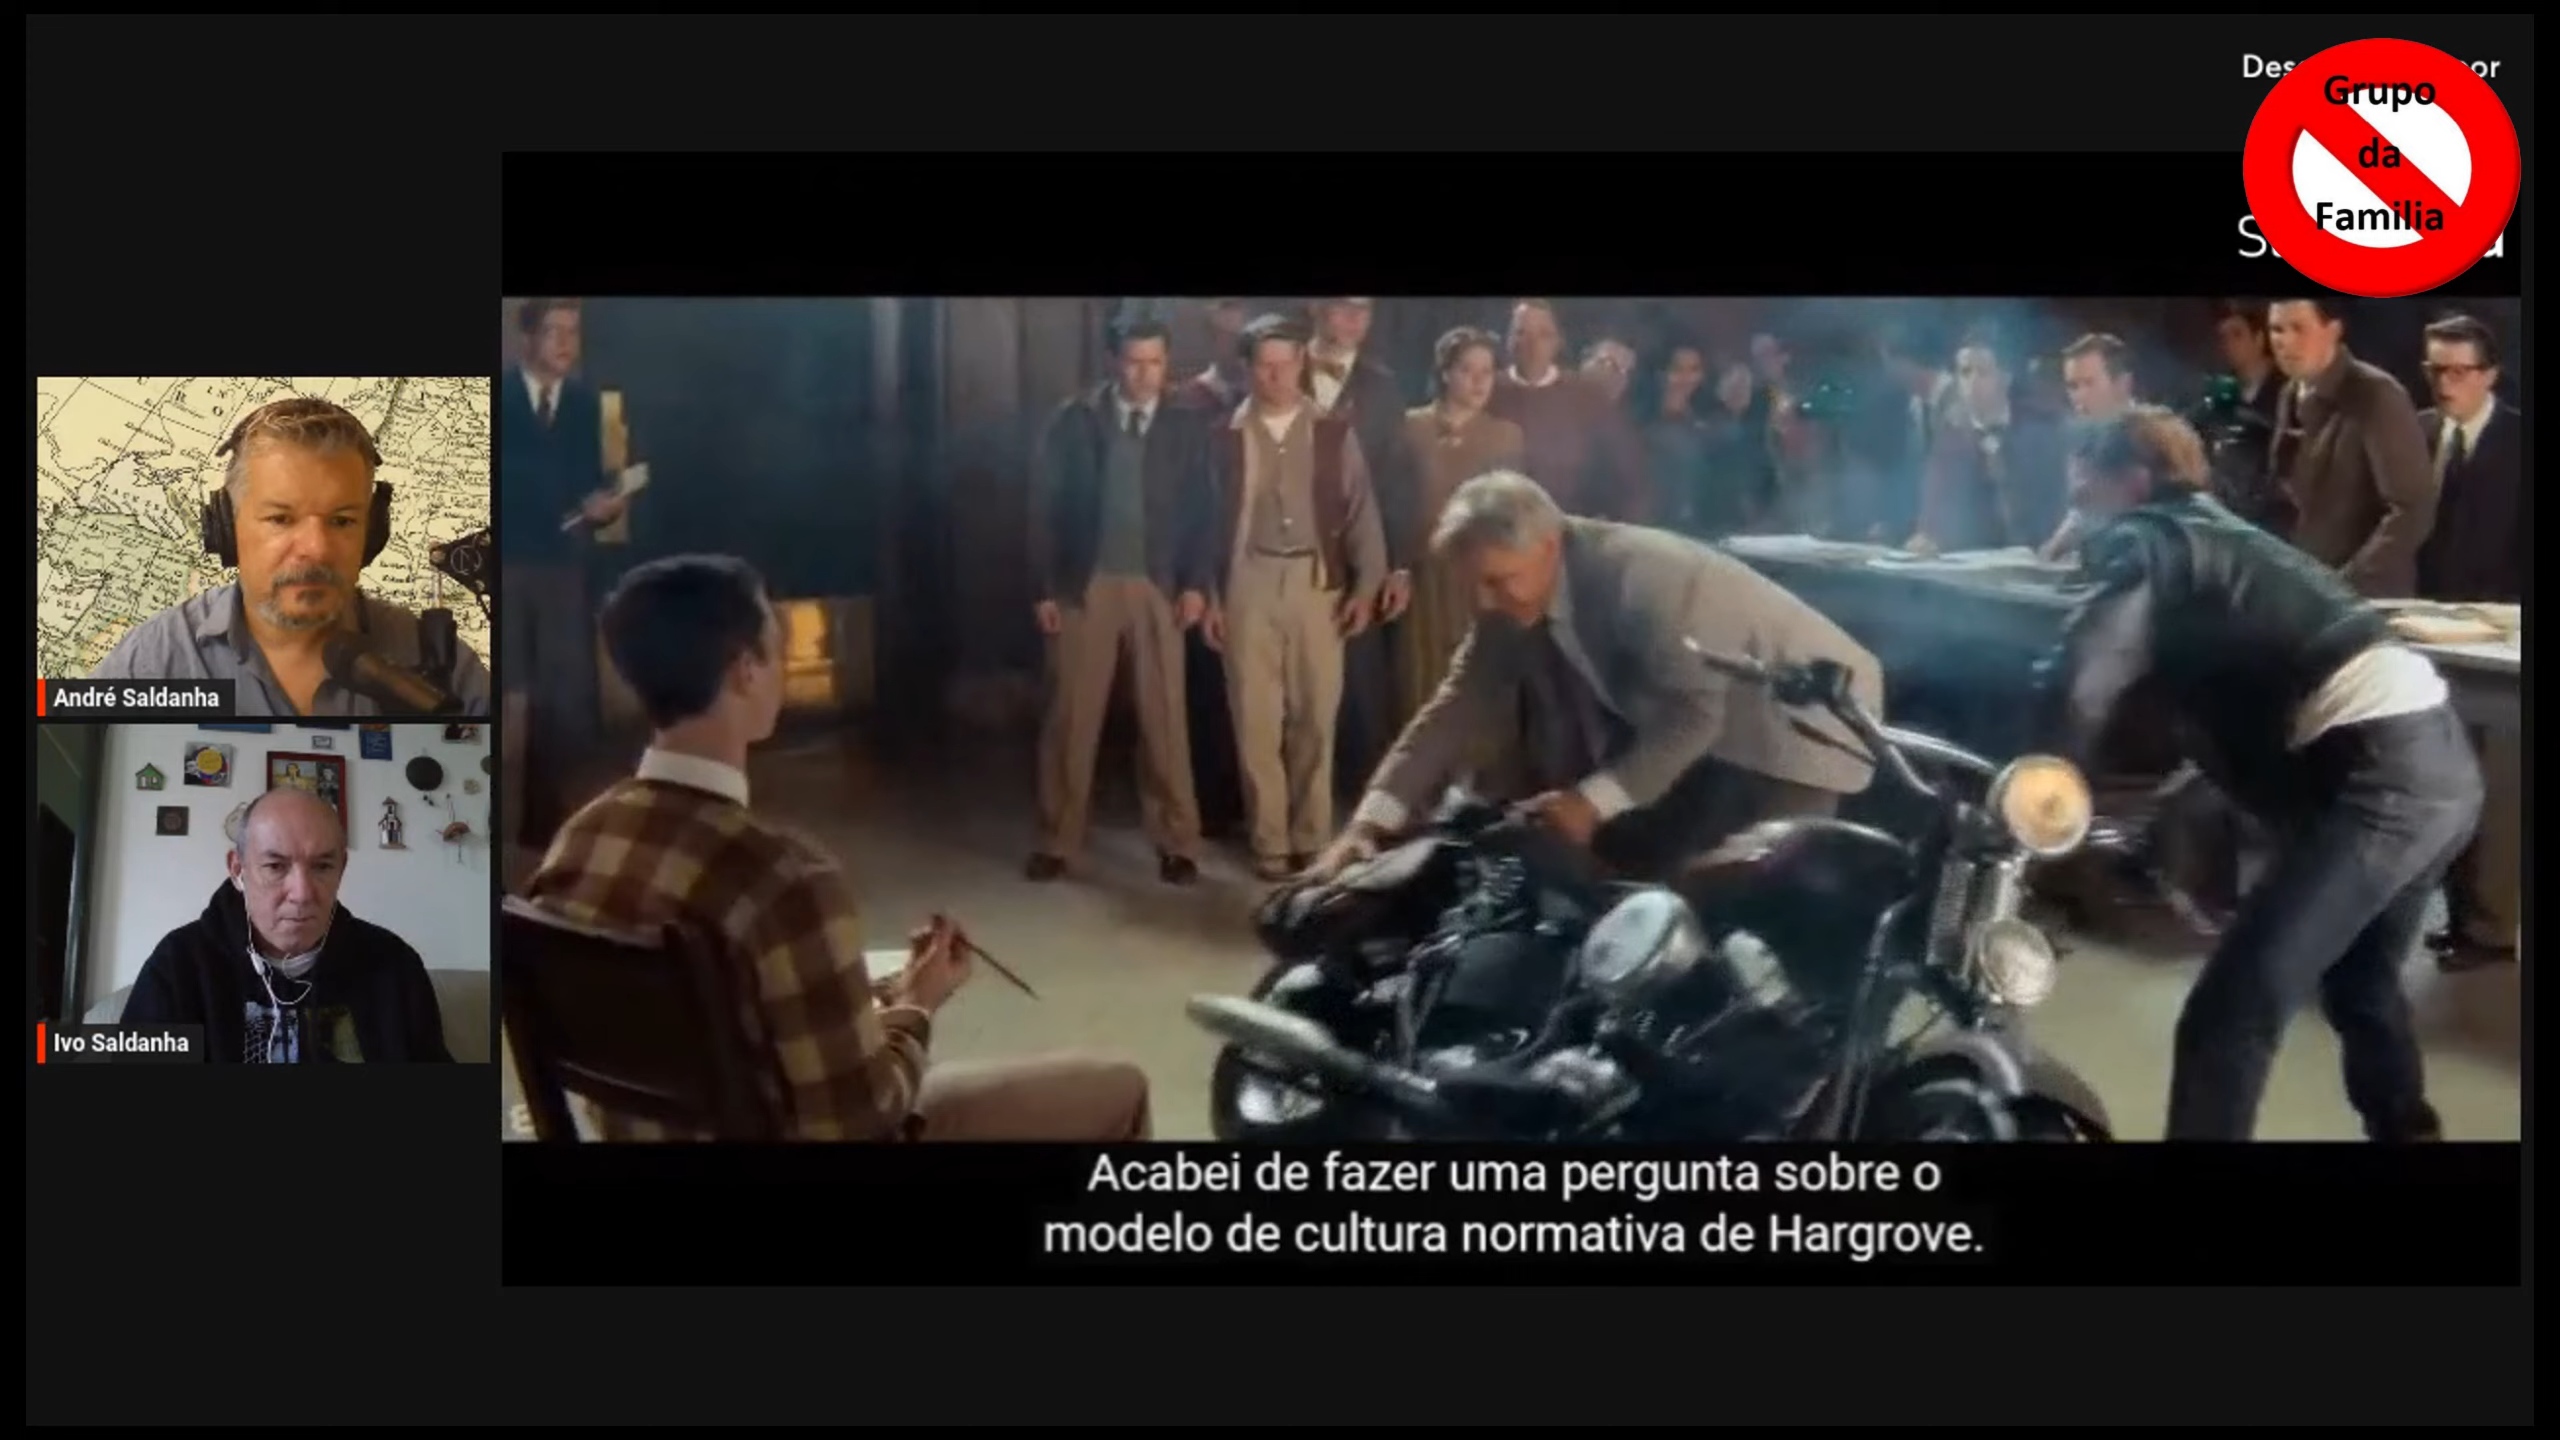 Grupo
da
Familia
André Saldanha
Ivo Saldanha
Acabei de fazer uma pergunta sobre o
modelo de cultura normativa de Hargrove.